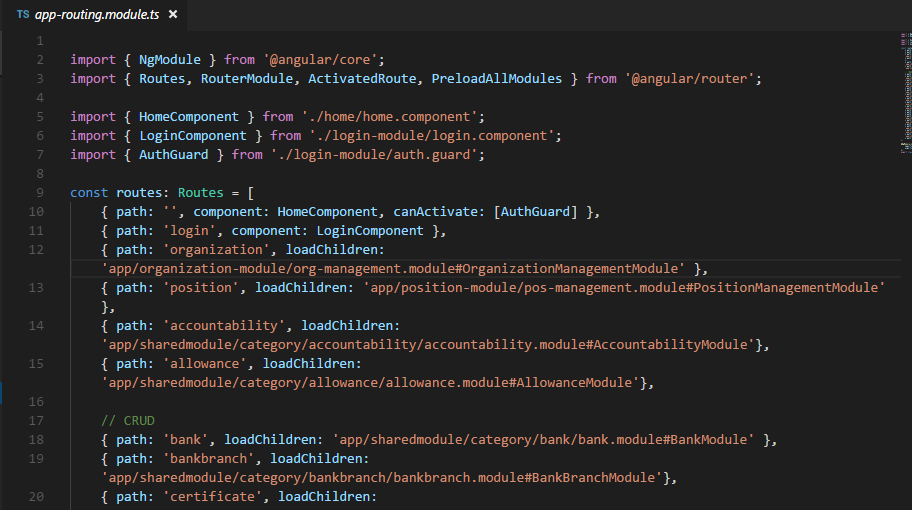 TS app-routing.module.ts ×
1
2 import { NgModule } from '@angular/core';
3 import { Routes, RouterModule, ActivatedRoute, PreloadAllModules } from '@angular/router';
4
5 import { HomeComponent } from './home/home.component';
6 import { LoginComponent } from './login-module/login.component';
7 import { AuthGuard } from './login-module/auth.guard';
8
9 const routes: Routes = [
10 { path: '', component: HomeComponent, canActivate: [AuthGuard] },
11 { path: 'login', component: LoginComponent },
12 { path: 'organization', loadChildren:
'app/organization-module/org-management.module#OrganizationManagementModule' },
13 { path: 'position', loadChildren: 'app/position-module/pos-management.module#PositionManagementModule'
},
14 { path: 'accountability', loadChildren:
'app/sharedmodule/category/accountability/accountability.module#AccountabilityModule'},
15 { path: 'allowance', loadChildren:
'app/sharedmodule/category/allowance/allowance.module#AllowanceModule'},
16
17 // CRUD
18 { path: 'bank', loadChildren: 'app/sharedmodule/category/bank/bank.module#BankModule' },
19 { path: 'bankbranch', loadChildren:
'app/sharedmodule/category/bankbranch/bankbranch.module#BankBranchModule'},
20 { path: 'certificate', loadChildren: